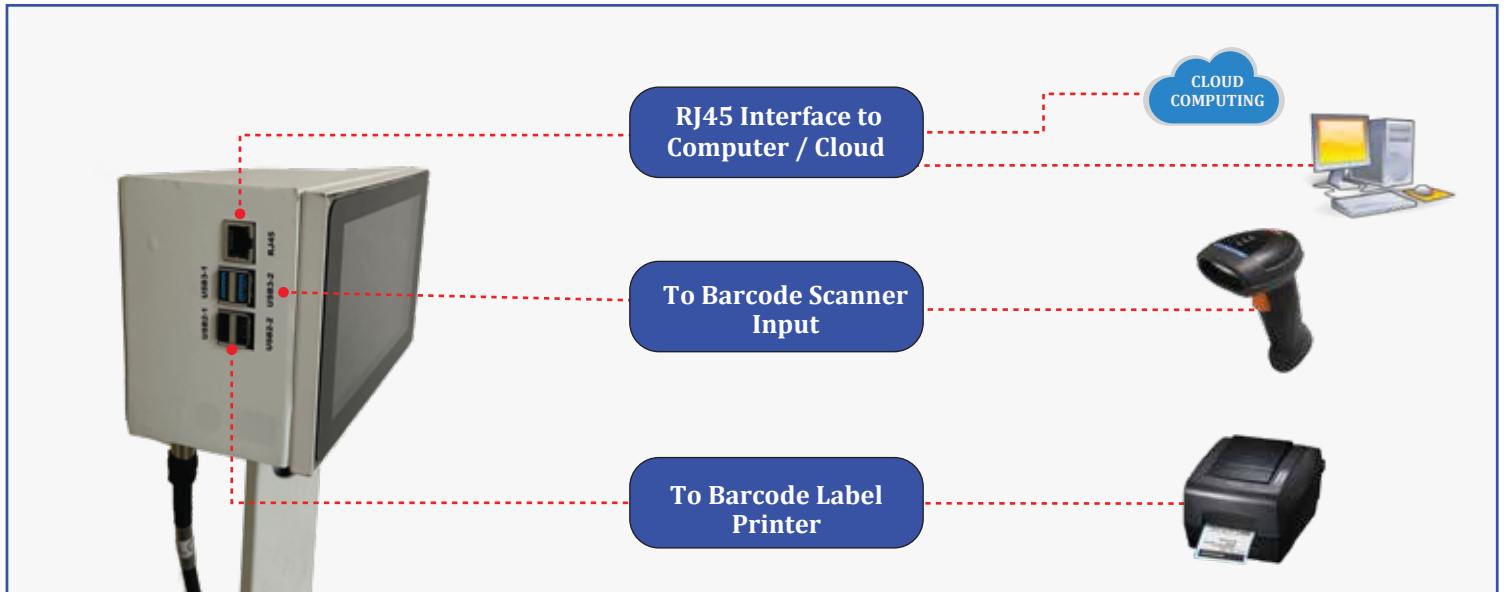 CLOUD
COMPUTING
RJ45 Interface to
Computer / Cloud
RJ45
USB3-1
USB3-2
To Barcode Scanner
Input
USB2-1
USB2-2
To Barcode Label
Printer